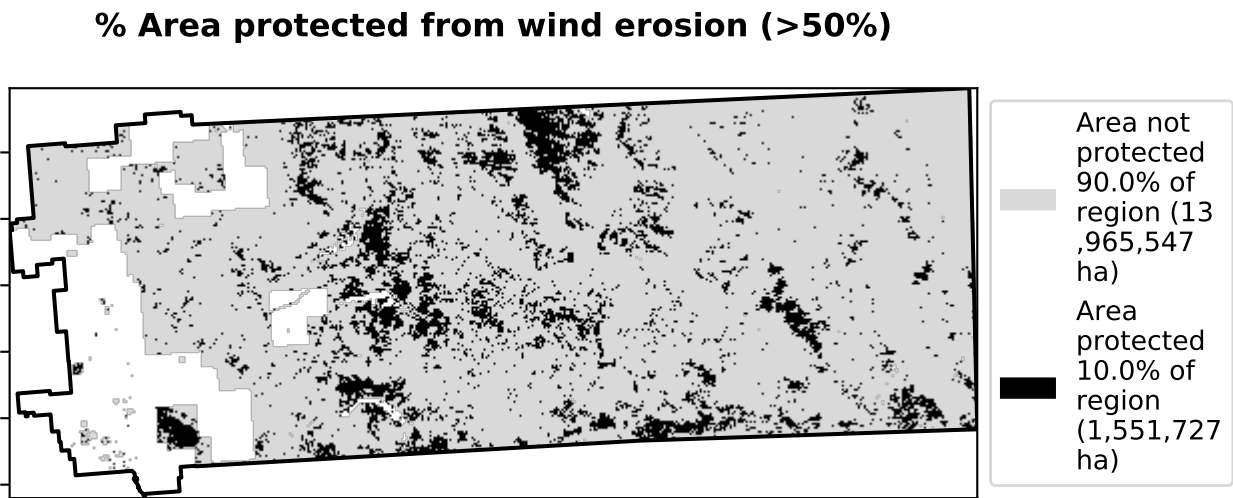 % Area protected from wind erosion (>50%)
Area not
protected
90.0% of
region (13
,965,547
ha)
Area
protected
10.0% of
region
(1,551,727
ha)